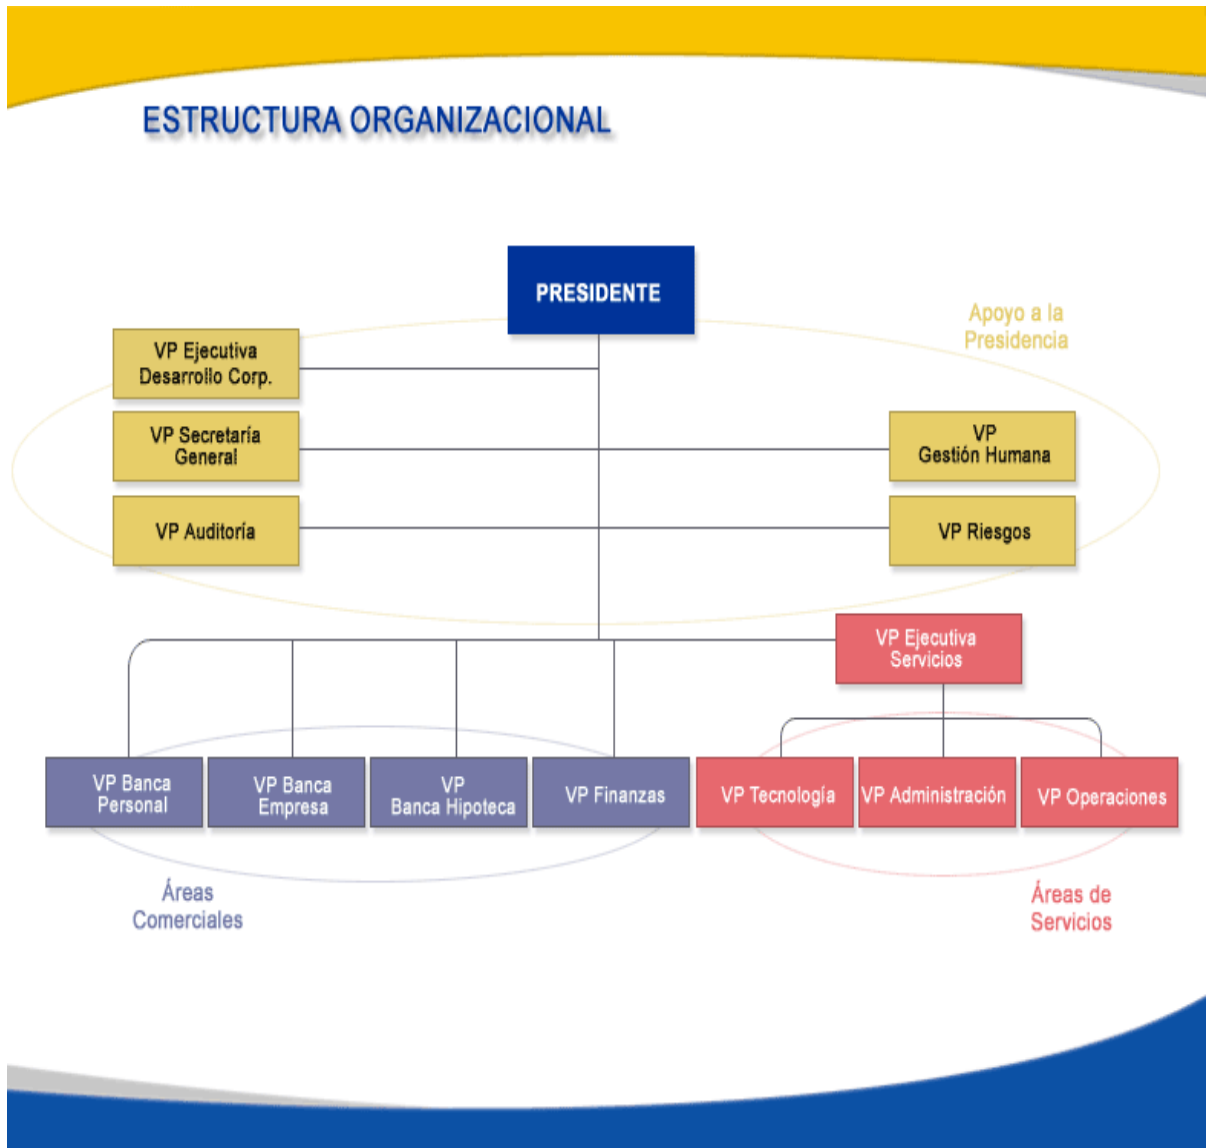 ESTRUCTURA ORGANIZACIONAL
PRESIDENTE
Apoyo a la
Presidencia
VP Ejecutiva
Desarrollo Corp.
VP Secretaría
General
VP
Gestión Humana
VP Auditoría
VP Riesgos
VP Ejecutiva
Servicios
VP Banca
Personal
VP Banca
Empresa
VP
Banca Hipoteca
VP Finanzas
VP Tecnología
VP Administración
VP Operaciones
Áreas
Comerciales
Áreas de
Servicios